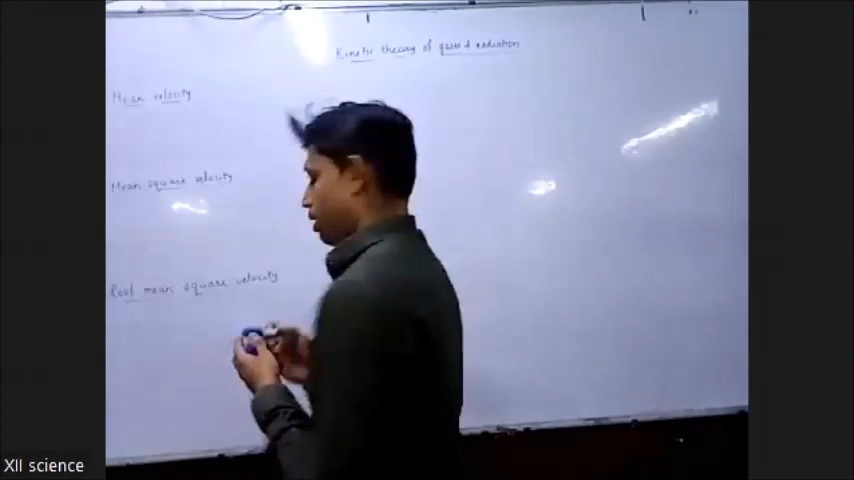 Kinetic theory of gases & radiation
Mean velocity
Mean square velocity
Root mean square velocity
XII science